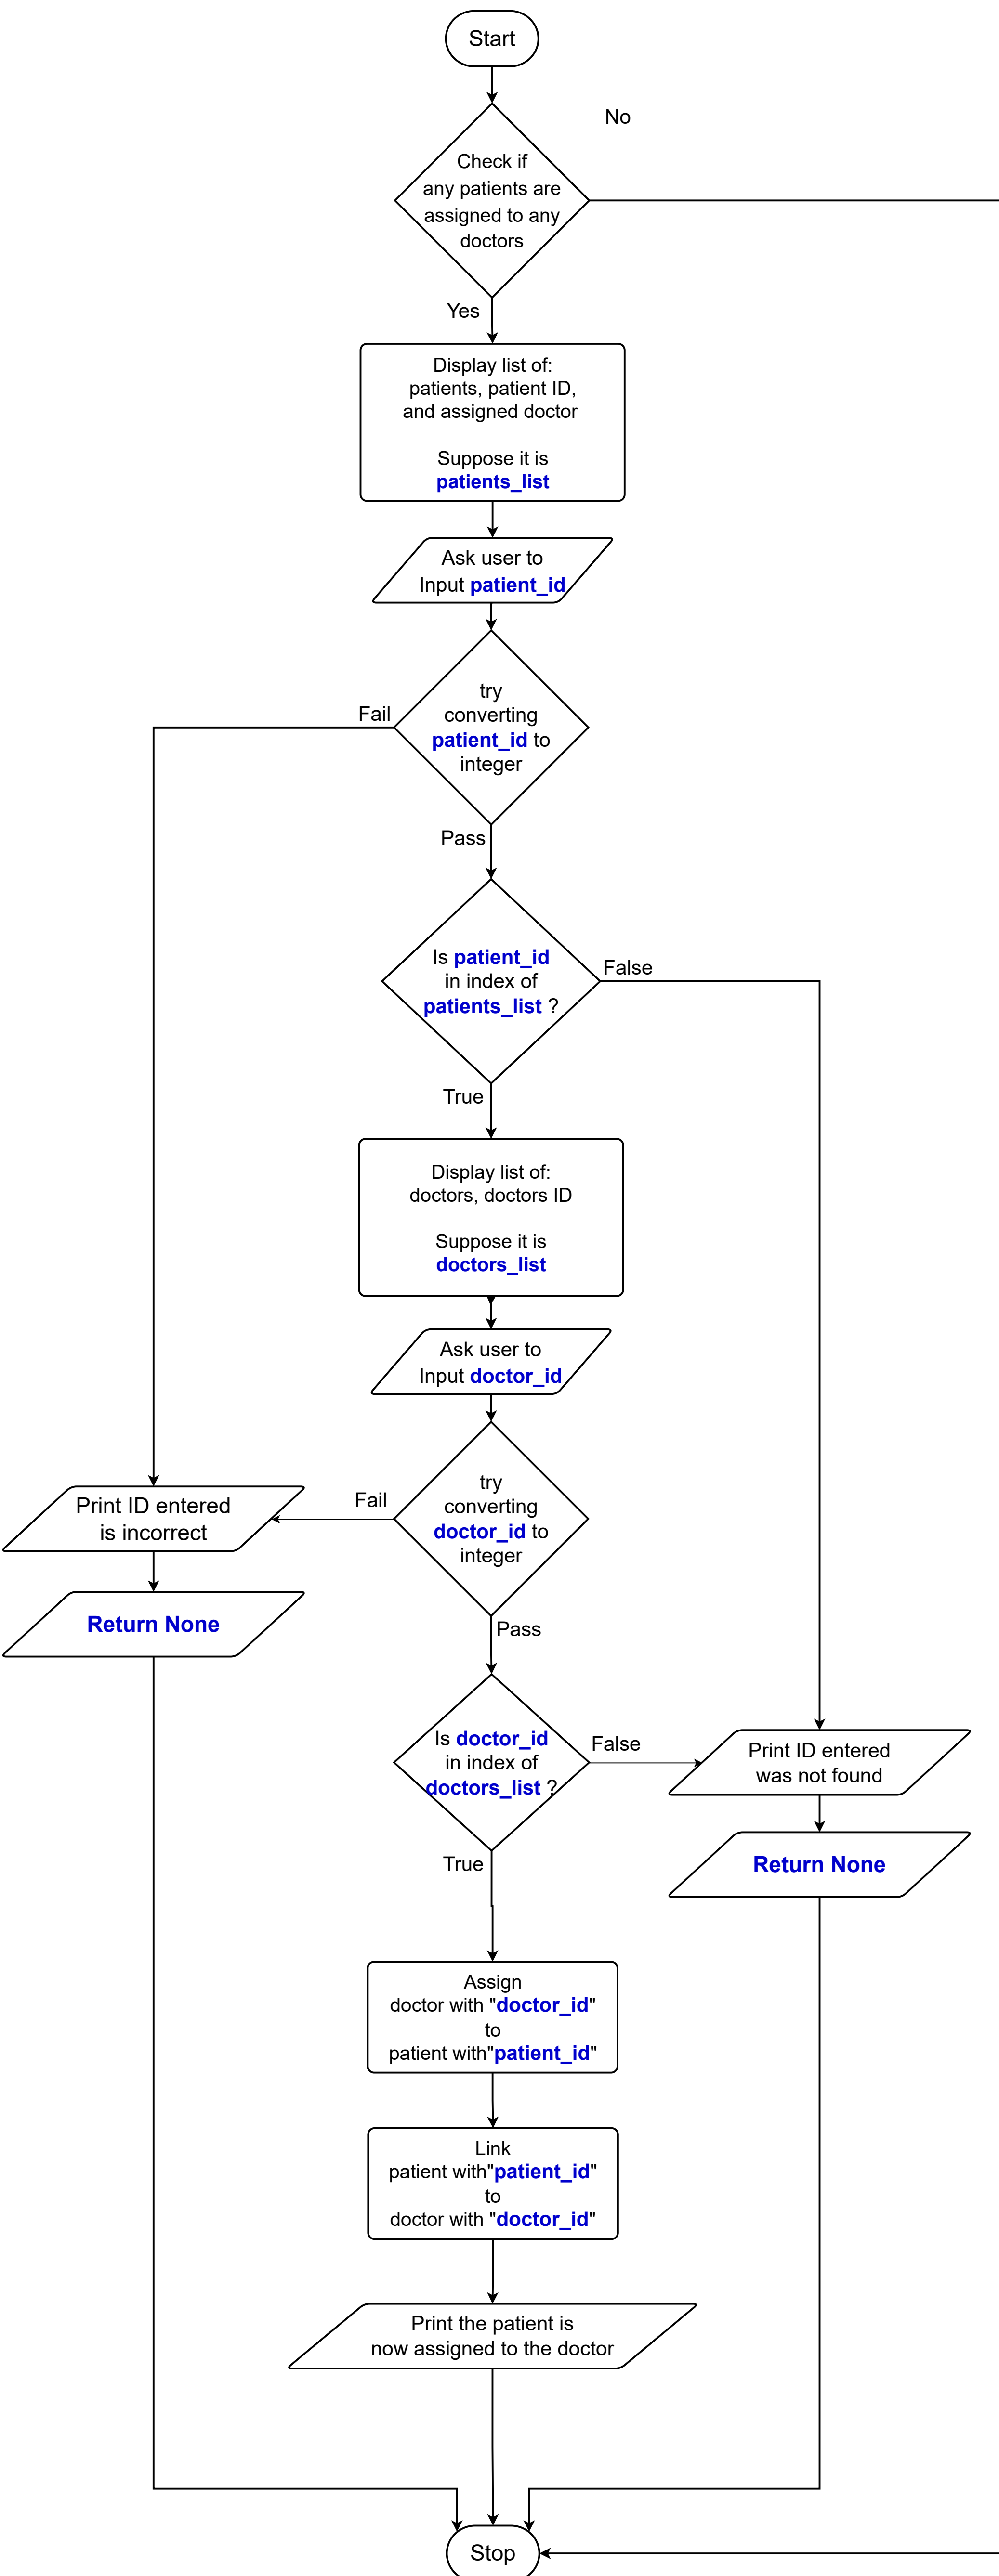 Start
No
Check if
any patients are
assigned to any
doctors
Yes
Display list of:
patients, patient ID,
and assigned doctor
Suppose it is
patients_list
Ask user to
Input patient_id
try
converting
patient_id to
integer
Fail
Pass
Is patient_id
in index of
patients_list ?
False
True
Display list of:
doctors, doctors ID
Suppose it is
doctors_list
Ask user to
Input doctor_id
try
converting
doctor_id to
integer
Fail
Print ID entered
is incorrect
Return None
Pass
Is doctor_id
in index of
doctors_list ?
False
Print ID entered
was not found
Return None
True
Assign
doctor with "doctor_id"
to
patient with"patient_id"
Link
patient with"patient_id"
to
doctor with "doctor_id"
Print the patient is
now assigned to the doctor
Stop